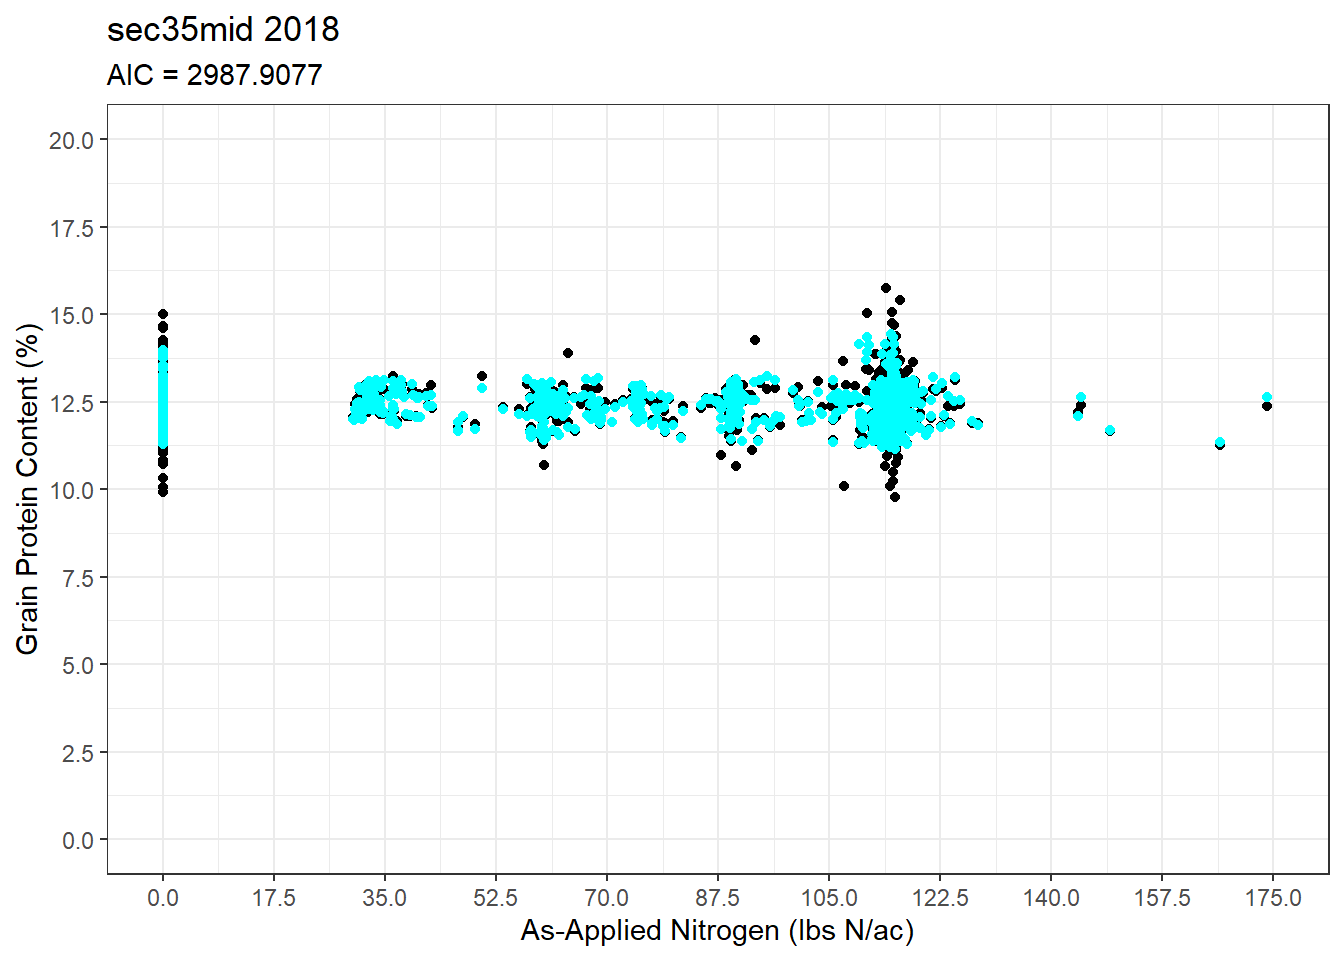 sec35mid 2018
AIC = 2987.9077
20.0
17.5
15.0
12.5
10.0
7.5
5.0
2.5
0.0
Grain Protein Content (%)
0.0 17.5 35.0 52.5 70.0 87.5 105.0 122.5 140.0 157.5 175.0
As-Applied Nitrogen (lbs N/ac)